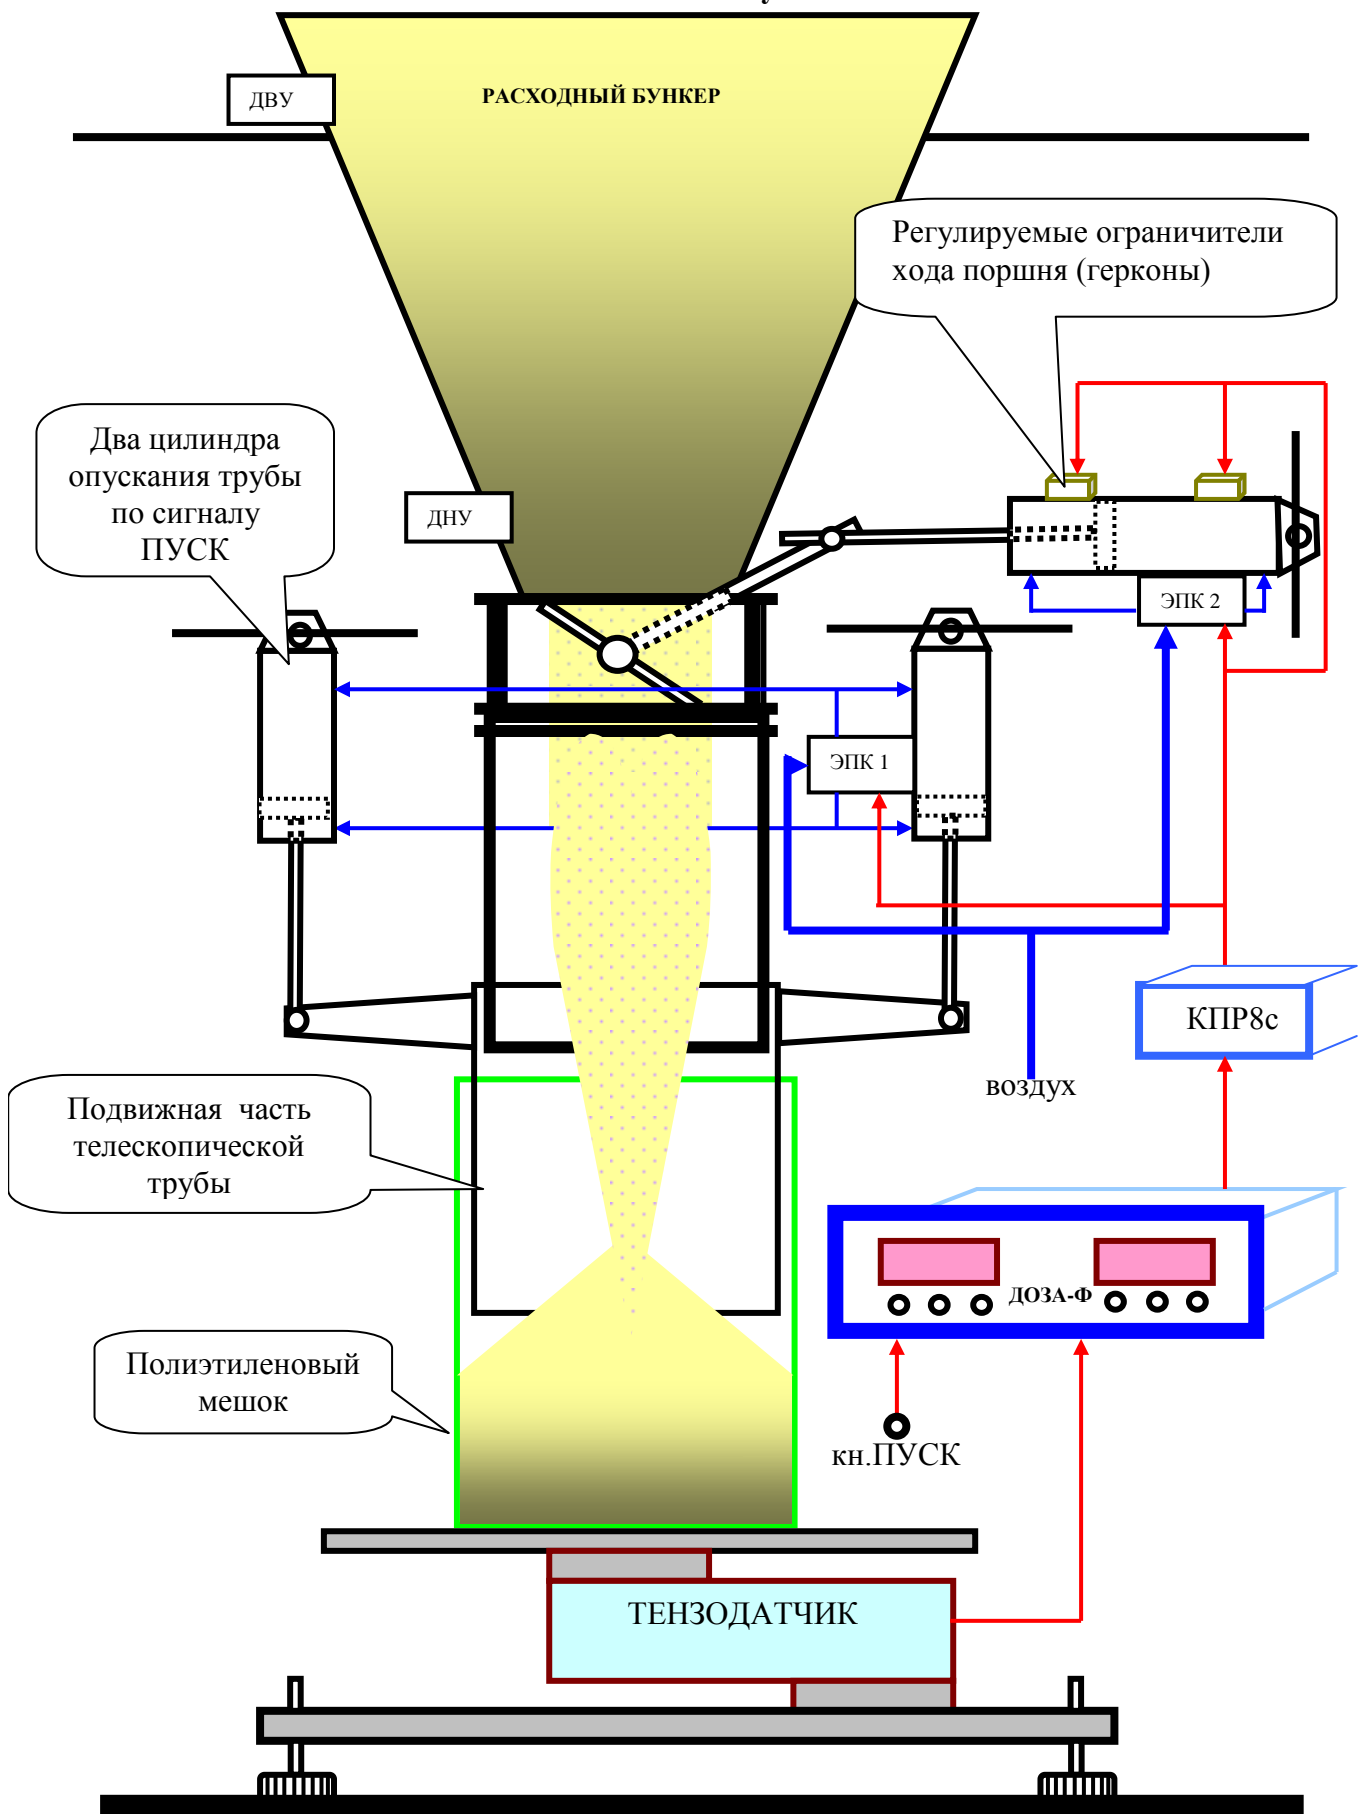 ДВУ
РАСХОДНЫЙ БУНКЕР
Регулируемые ограничители
хода поршня (герконы)
Два цилиндра
опускания трубы
по сигналу
ПУСК
ДНУ
ЭПК 2
ЭПК 1
КПР8с
воздух
Подвижная часть
телескопической
трубы
ДОЗА-Ф
Полиэтиленовый
мешок
кн.ПУСК
ТЕНЗОДАТЧИК